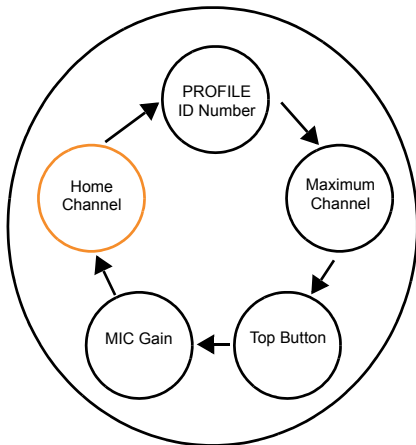 PROFILE
ID Number
Maximum
Channel
Top Button
MIC Gain
Home
Channel